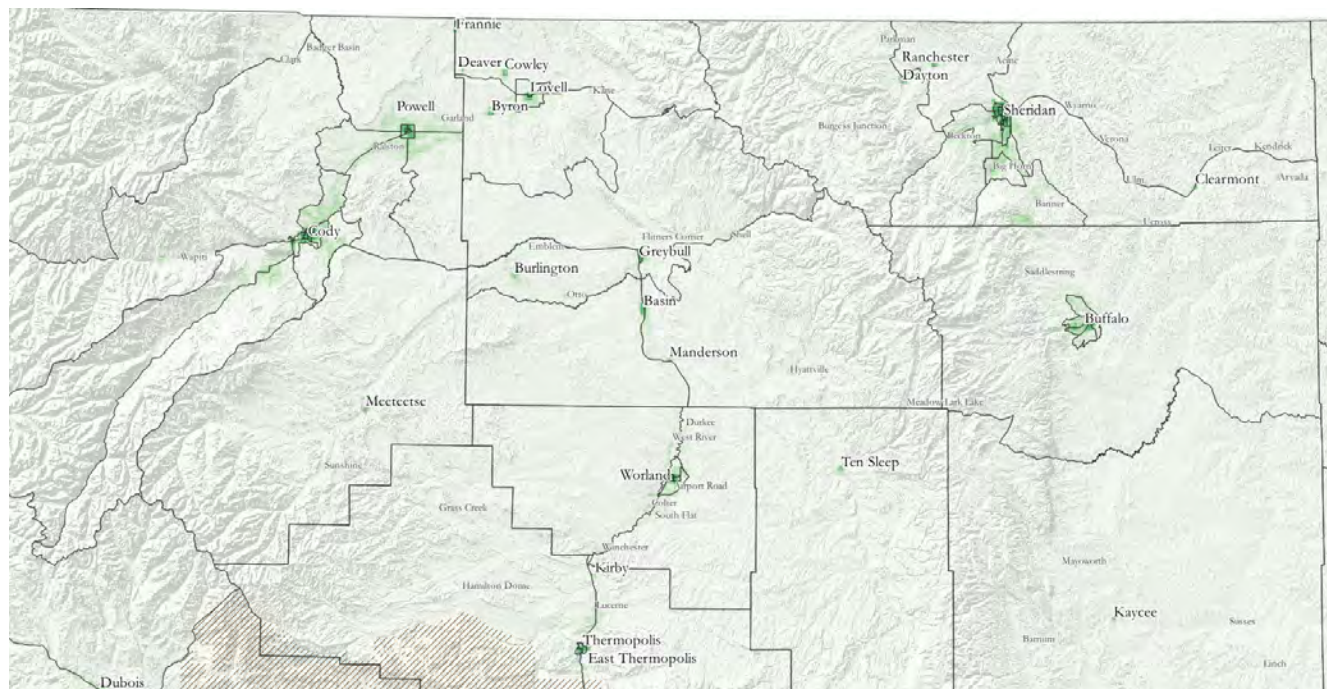 Frannie
Badger Basin
Clark
Parkman
Ranchester
Acme
Deaver
Cowley
Dayton
Lovell
Kane
Powell
Byron
Garland
Sheridan
Wyarno
Ralston
Burgess Junction
Beckton
Verona
Leiter
Kendrick
Big Horn
Ulm
Clearmont
Arvada
Banner
Ucross
Cody
Wapiti
Emblem
Shell
Greybull
Burlington
Saddlestring
Otto
Basin
Buffalo
Manderson
Hyattville
Meeteetse
Meadow Lark Lake
Durkee
West River
Sunshine
Worland
Airport Road
Ten Sleep
Colter
Grass Creek
South Flat
Winchester
Kirby
Mayoworth
Hamilton Dome
Lucerne
Kaycee
Sussex
Thermopolis
East Thermopolis
Barnum
Linch
Dubois